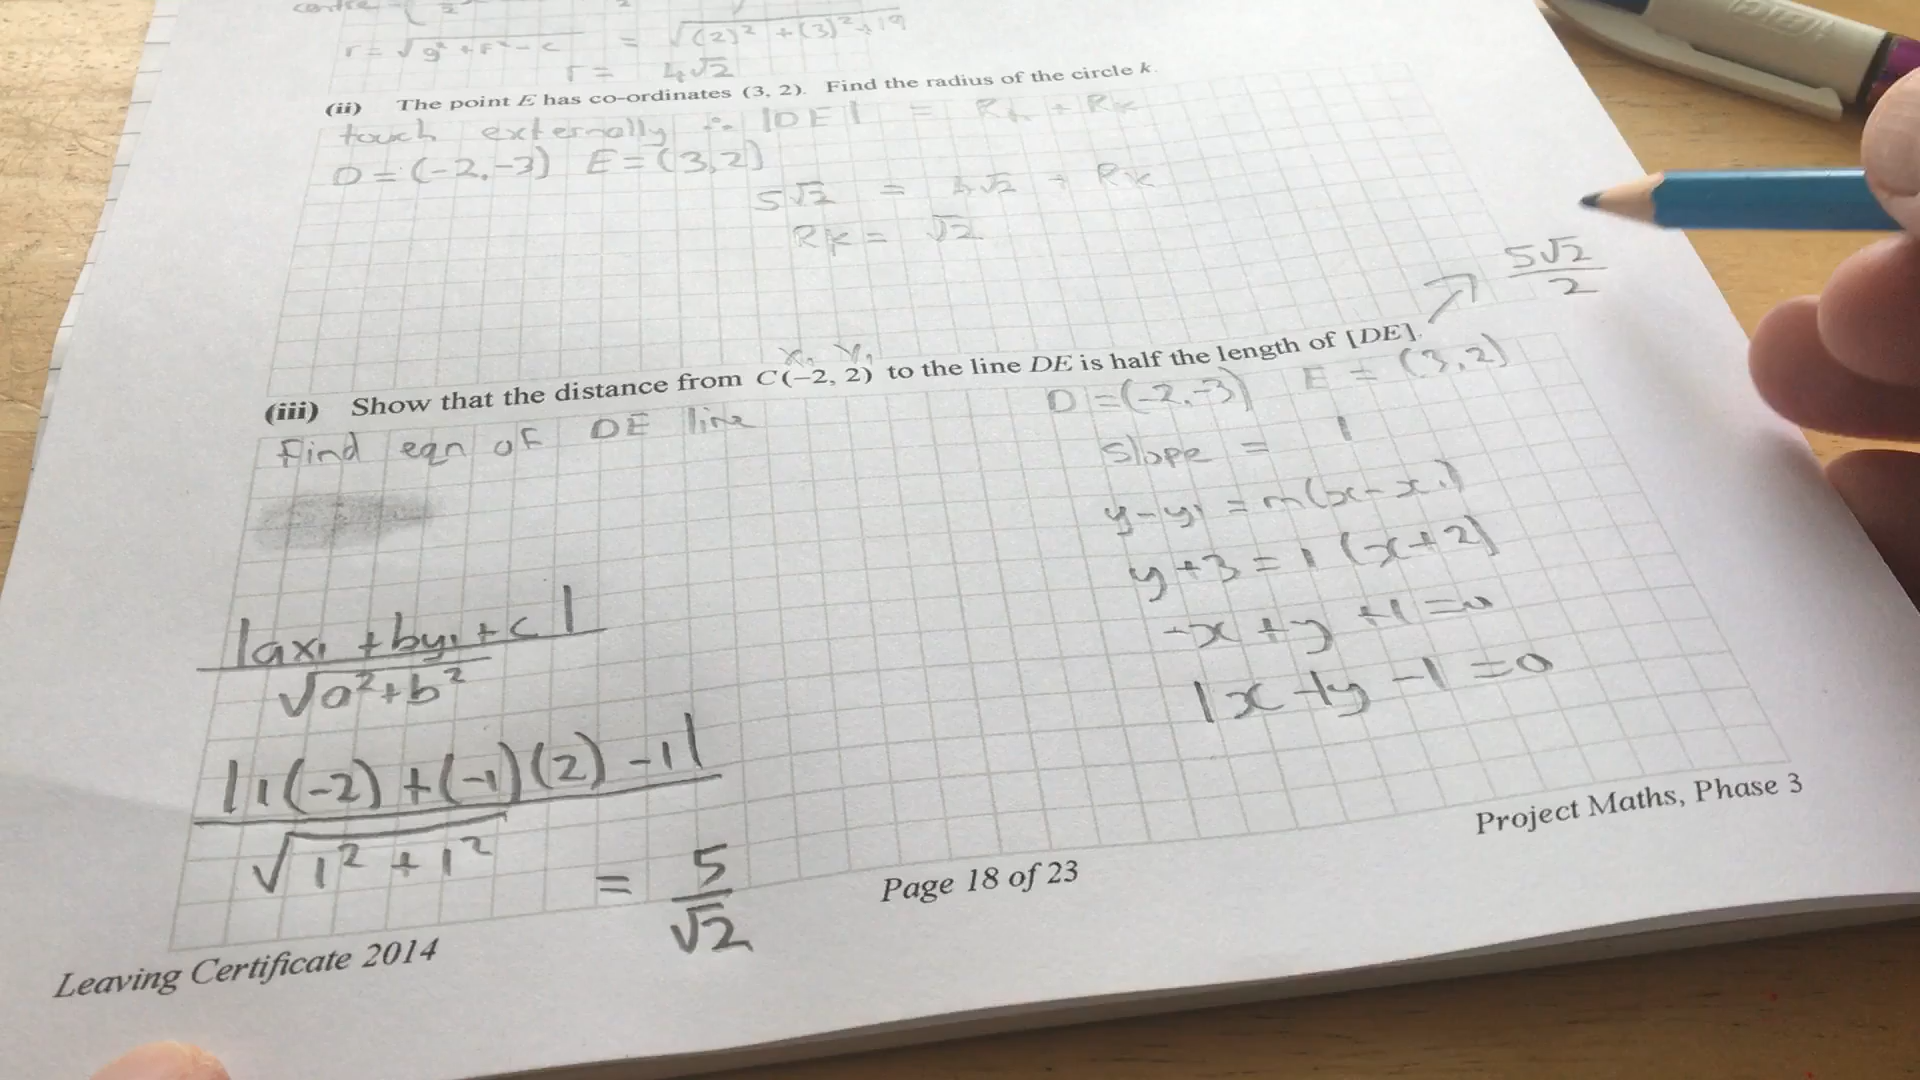 r = √g² + F² - c = √(2)² + (3)² + 19
r = 4√2
(ii) The point E has co-ordinates (3, 2). Find the radius of the circle k.
touch externally ∴ |DE| = Rh + Rk
D = (-2,-3) E = (3,2)
5√2 = 4√2 + Rk
Rk = √2
5√2
2
x₁ y₁
(iii) Show that the distance from C(−2, 2) to the line DE is half the length of [DE].
D = (-2,-3) E = (3,2)
Find eqn of DE line
slope = 1
y-y₁ = m(x-x₁)
y+3 = 1(x+2)
-x + y + 1 = 0
1x - 1y - 1 = 0
|ax₁ + by₁ + c|
√a²+b²
|1(-2) + (-1)(2) -1|
√1² + 1²
= 5
√2
Project Maths, Phase 3
Page 18 of 23
Leaving Certificate 2014